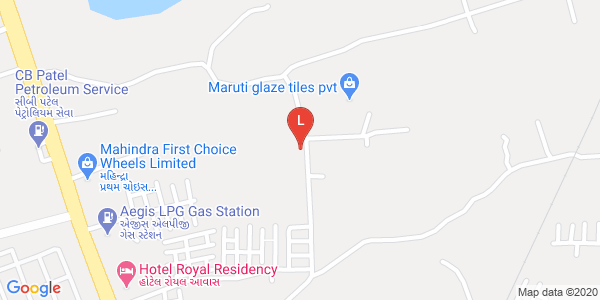 CB Patel
Petroleum Service
સીબી પટેલ
પેટ્રોલિયમ સેવા
Maruti glaze tiles pvt
L
Mahindra First Choice
Wheels Limited
મહિન્દ્રા
પ્રથમ ચોઇસ...
Aegis LPG Gas Station
એજીસ એલપીજી
ગેસ સ્ટેશન
Hotel Royal Residency
હોટેલ રોયલ આવાસ
Google
Map data ©2020